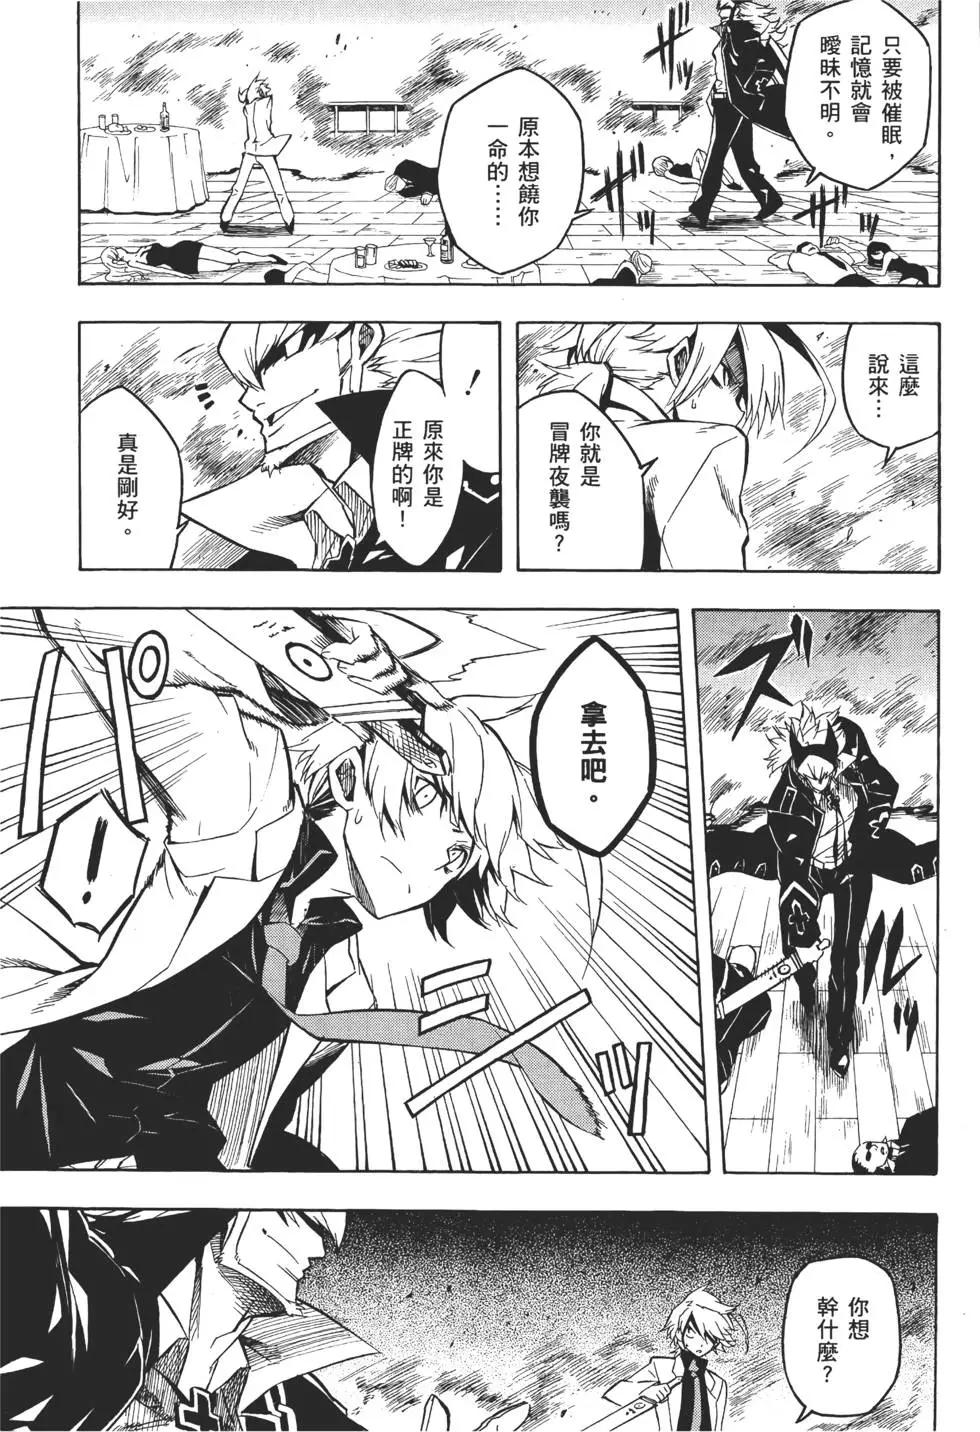 只要被催眠，
記憶就會
曖昧不明。
原本想饒你
一命的……
這麼
說來…
你就是
冒牌夜襲嗎？
！
原來你是
正牌的啊！
真是剛好。
ズ
拿去吧。
！
你想
幹什麼？